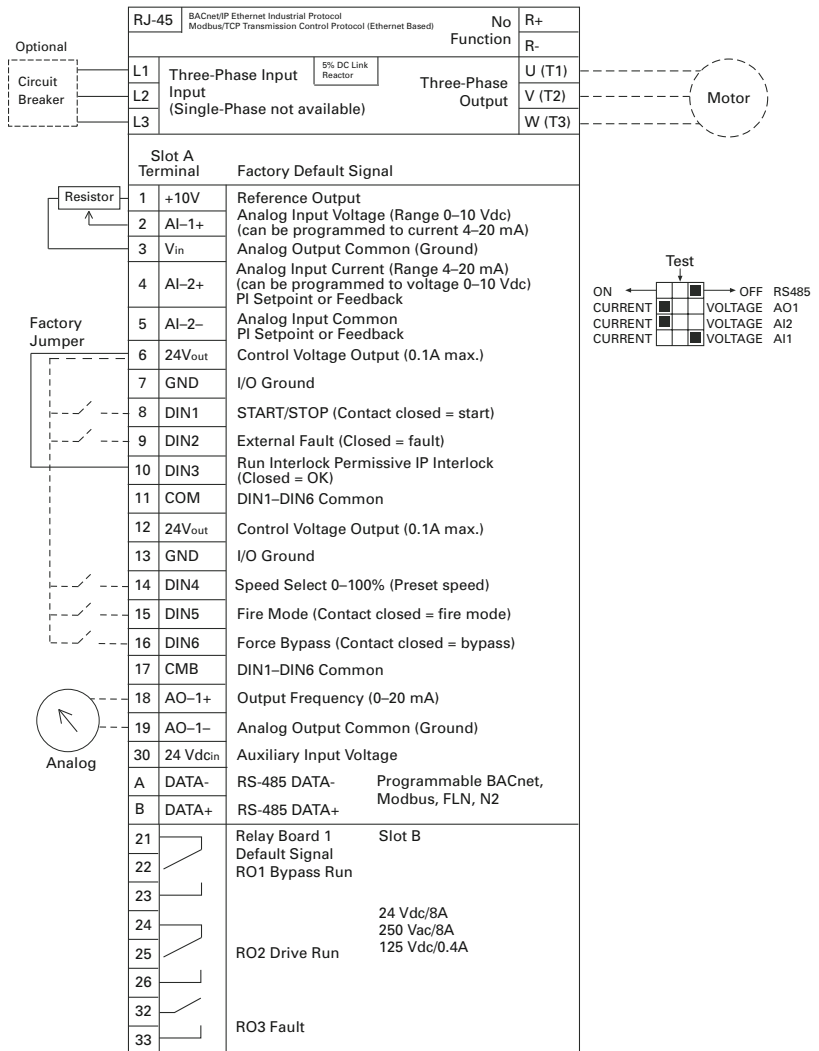 RJ-45 BACnet/IP Ethernet Industrial Protocol
Modbus/TCP Transmission Control Protocol (Ethernet Based)
No
Function
R+
R-
Optional
Circuit
Breaker
L1
L2
L3
Three-Phase Input
Input
(Single-Phase not available)
5% DC Link
Reactor
Three-Phase
Output
U (T1)
V (T2)
W (T3)
Motor
Slot A
Terminal Factory Default Signal
Resistor
1 +10V Reference Output
2 AI–1+ Analog Input Voltage (Range 0–10 Vdc)
(can be programmed to current 4–20 mA)
3 Vin Analog Output Common (Ground)
4 AI–2+ Analog Input Current (Range 4–20 mA)
(can be programmed to voltage 0–10 Vdc)
PI Setpoint or Feedback
5 AI–2– Analog Input Common
PI Setpoint or Feedback
Factory
Jumper
6 24Vout Control Voltage Output (0.1A max.)
7 GND I/O Ground
8 DIN1 START/STOP (Contact closed = start)
9 DIN2 External Fault (Closed = fault)
10 DIN3 Run Interlock Permissive IP Interlock
(Closed = OK)
11 COM DIN1–DIN6 Common
12 24Vout Control Voltage Output (0.1A max.)
13 GND I/O Ground
14 DIN4 Speed Select 0–100% (Preset speed)
15 DIN5 Fire Mode (Contact closed = fire mode)
16 DIN6 Force Bypass (Contact closed = bypass)
17 CMB DIN1–DIN6 Common
18 AO–1+ Output Frequency (0–20 mA)
19 AO–1– Analog Output Common (Ground)
Analog
30 24 Vdcin Auxiliary Input Voltage
A DATA- RS-485 DATA- Programmable BACnet,
Modbus, FLN, N2
B DATA+ RS-485 DATA+
21
22
23
Relay Board 1 Slot B
Default Signal
RO1 Bypass Run
24
25
26
RO2 Drive Run
24 Vdc/8A
250 Vac/8A
125 Vdc/0.4A
32
33
RO3 Fault
Test
ON OFF RS485
CURRENT VOLTAGE AO1
CURRENT VOLTAGE AI2
CURRENT VOLTAGE AI1